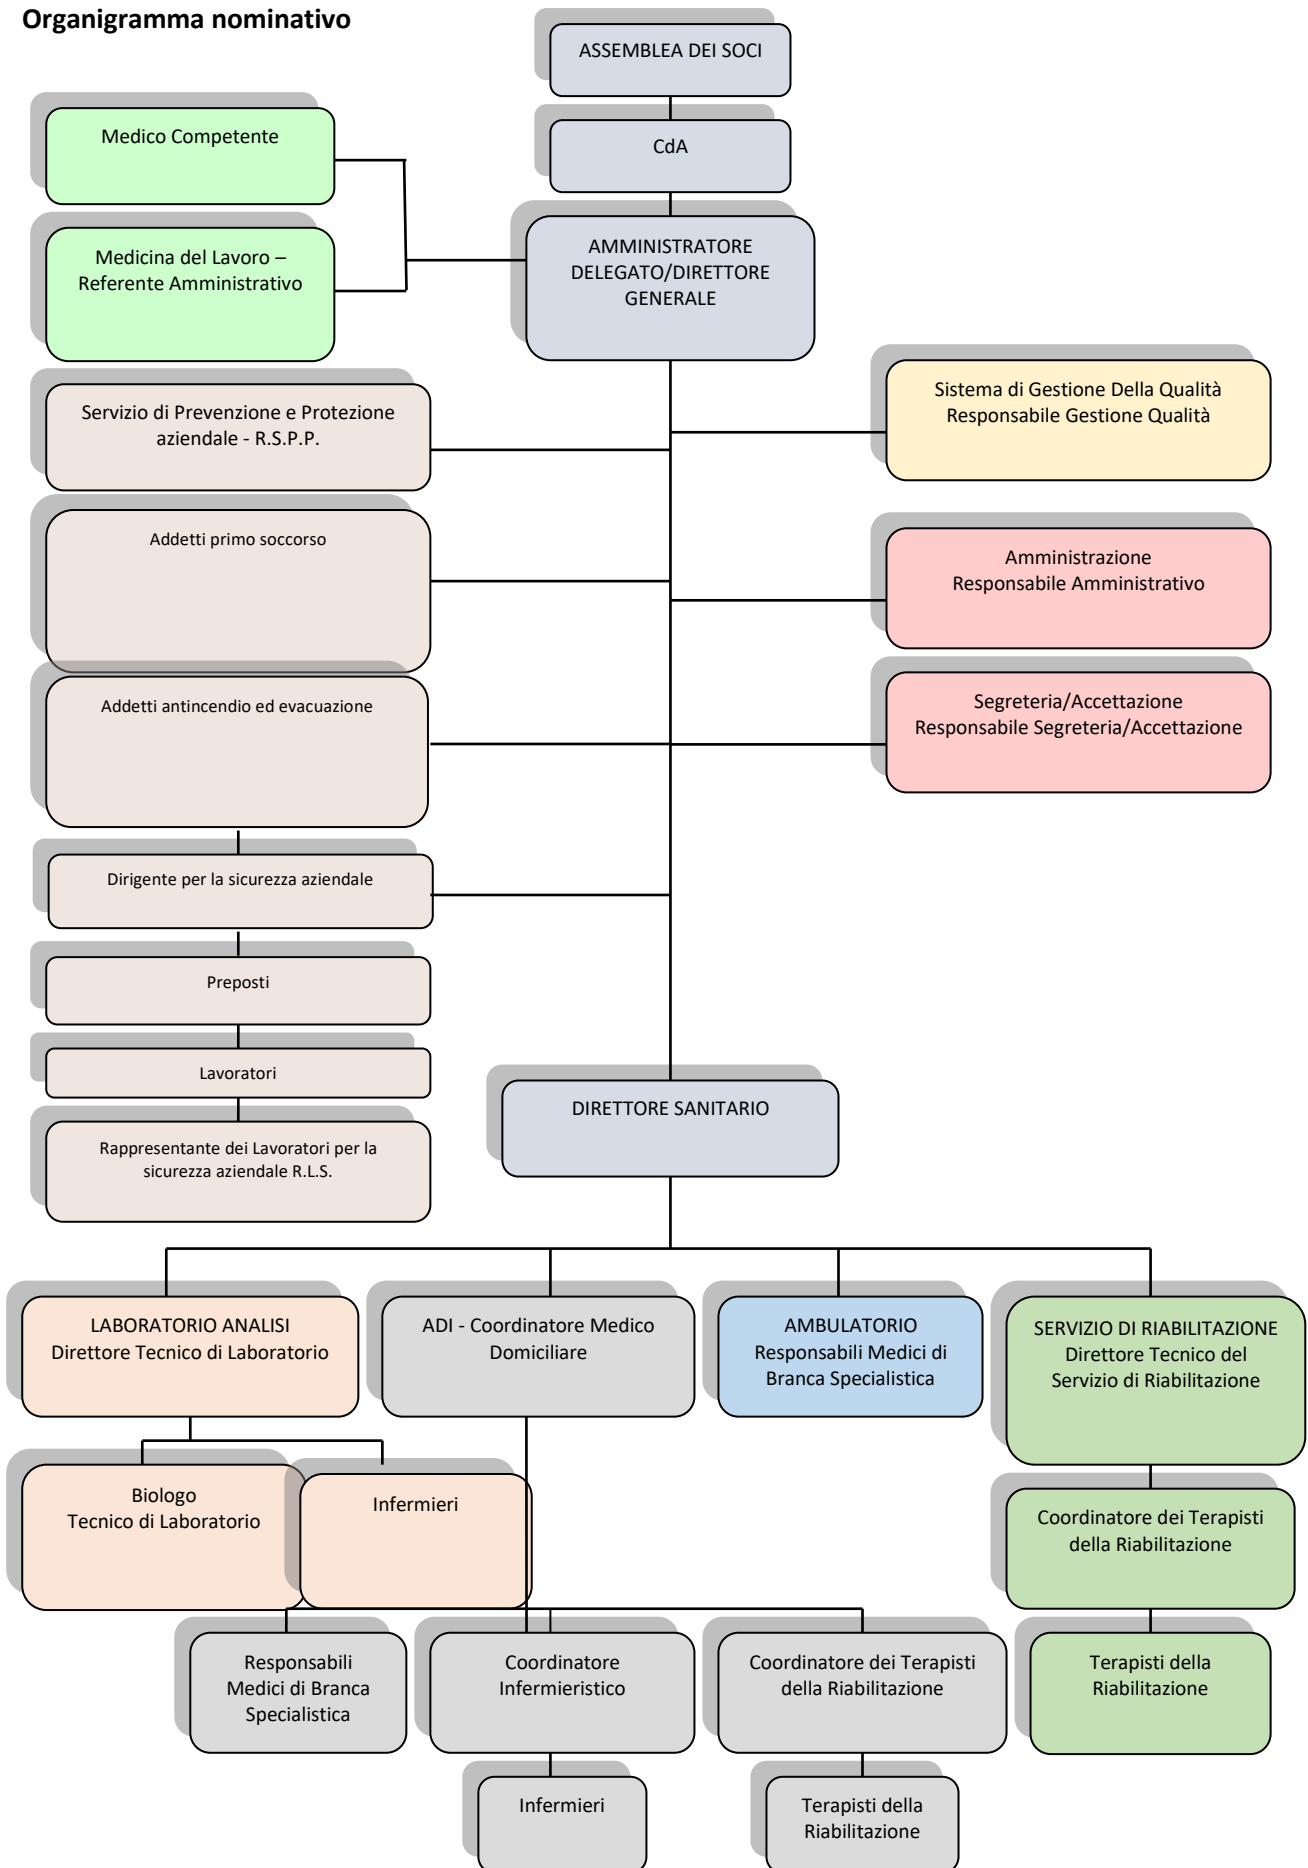 Organigramma nominativo
ASSEMBLEA DEI SOCI
CdA
Medico Competente
Medicina del Lavoro –
Referente Amministrativo
AMMINISTRATORE
DELEGATO/DIRETTORE
GENERALE
Servizio di Prevenzione e Protezione
aziendale - R.S.P.P.
Sistema di Gestione Della Qualità
Responsabile Gestione Qualità
Addetti primo soccorso
Amministrazione
Responsabile Amministrativo
Addetti antincendio ed evacuazione
Segreteria/Accettazione
Responsabile Segreteria/Accettazione
Dirigente per la sicurezza aziendale
Preposti
Lavoratori
Rappresentante dei Lavoratori per la
sicurezza aziendale R.L.S.
DIRETTORE SANITARIO
LABORATORIO ANALISI
Direttore Tecnico di Laboratorio
ADI - Coordinatore Medico
Domiciliare
AMBULATORIO
Responsabili Medici di
Branca Specialistica
SERVIZIO DI RIABILITAZIONE
Direttore Tecnico del
Servizio di Riabilitazione
Biologo
Tecnico di Laboratorio
Infermieri
Coordinatore dei Terapisti
della Riabilitazione
Responsabili
Medici di Branca
Specialistica
Coordinatore
Infermieristico
Coordinatore dei Terapisti
della Riabilitazione
Terapisti della
Riabilitazione
Infermieri
Terapisti della
Riabilitazione